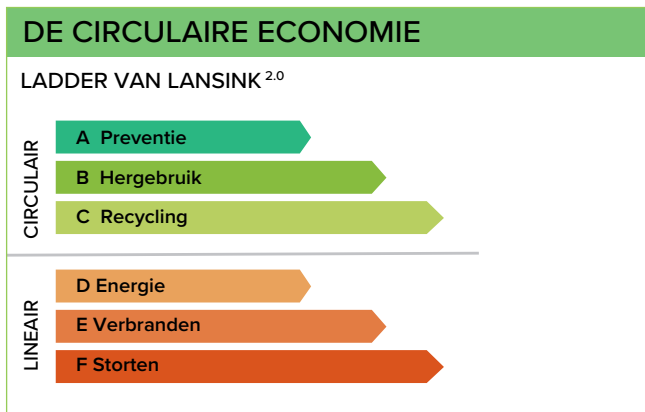 DE CIRCULAIRE ECONOMIE
LADDER VAN LANSINK 2.0
CIRCULAIR
A Preventie
B Hergebruik
C Recycling
LINEAIR
D Energie
E Verbranden
F Storten